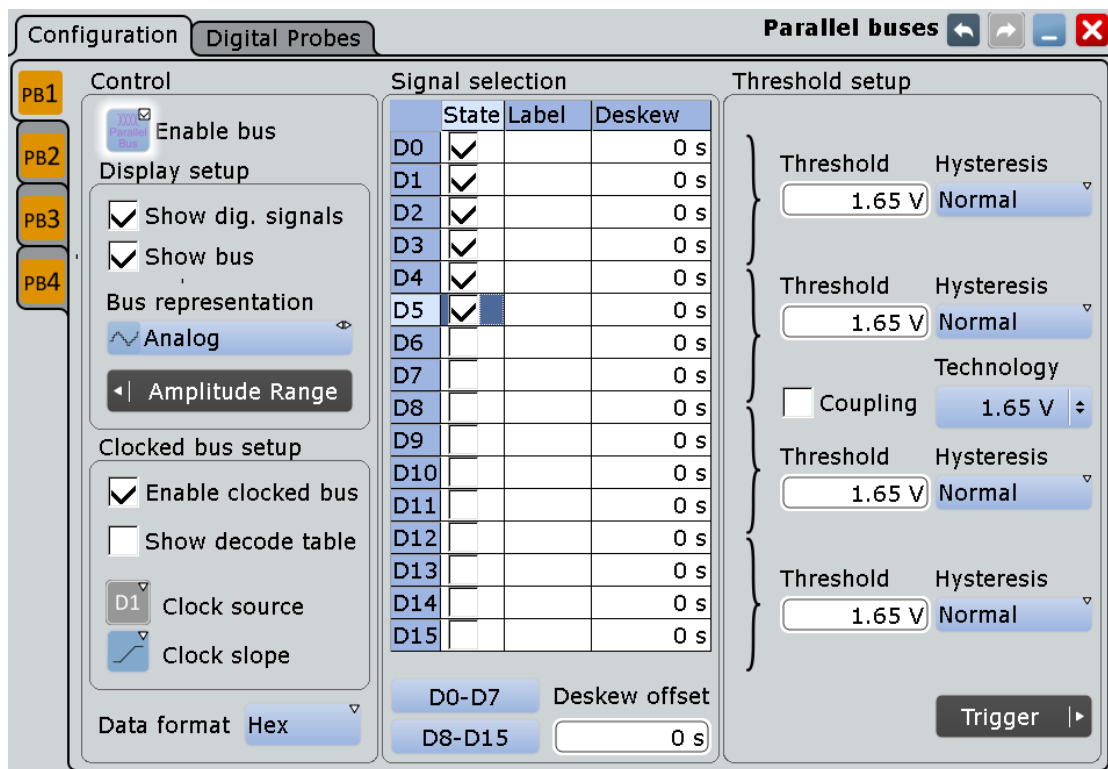 Configuration
Digital Probes
Parallel buses
PB1
PB2
PB3
PB4
Control
Parallel
Bus
Enable bus
Display setup
Show dig. signals
Show bus
Bus representation
Analog
Amplitude Range
Clocked bus setup
Enable clocked bus
Show decode table
D1 Clock source
Clock slope
Data format Hex
Signal selection
State Label Deskew
D0 0 s
D1 0 s
D2 0 s
D3 0 s
D4 0 s
D5 0 s
D6 0 s
D7 0 s
D8 0 s
D9 0 s
D10 0 s
D11 0 s
D12 0 s
D13 0 s
D14 0 s
D15 0 s
D0-D7 Deskew offset
D8-D15 0 s
Threshold setup
Threshold Hysteresis
1.65 V Normal
Threshold Hysteresis
1.65 V Normal
Technology
Coupling 1.65 V
Threshold Hysteresis
1.65 V Normal
Threshold Hysteresis
1.65 V Normal
Trigger